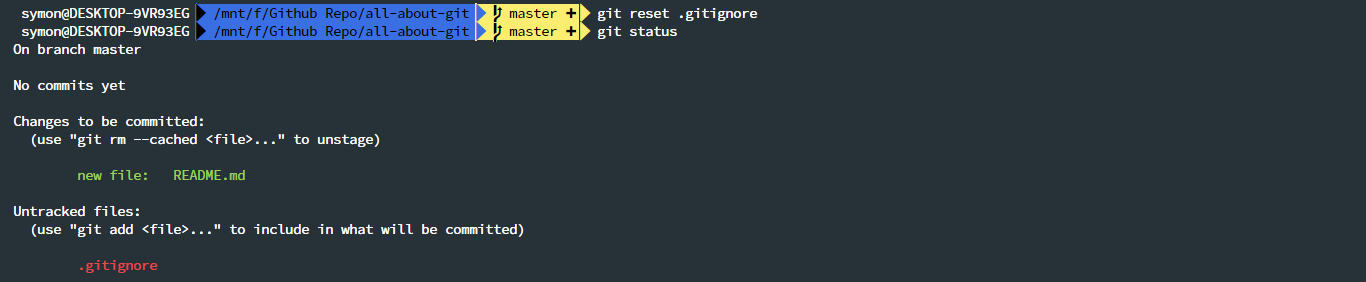 symon@DESKTOP-9VR93EG /mnt/f/Github Repo/all-about-git master + git reset .gitignore
symon@DESKTOP-9VR93EG /mnt/f/Github Repo/all-about-git master + git status
On branch master
No commits yet
Changes to be committed:
(use "git rm --cached <file>..." to unstage)
new file: README.md
Untracked files:
(use "git add <file>..." to include in what will be committed)
.gitignore